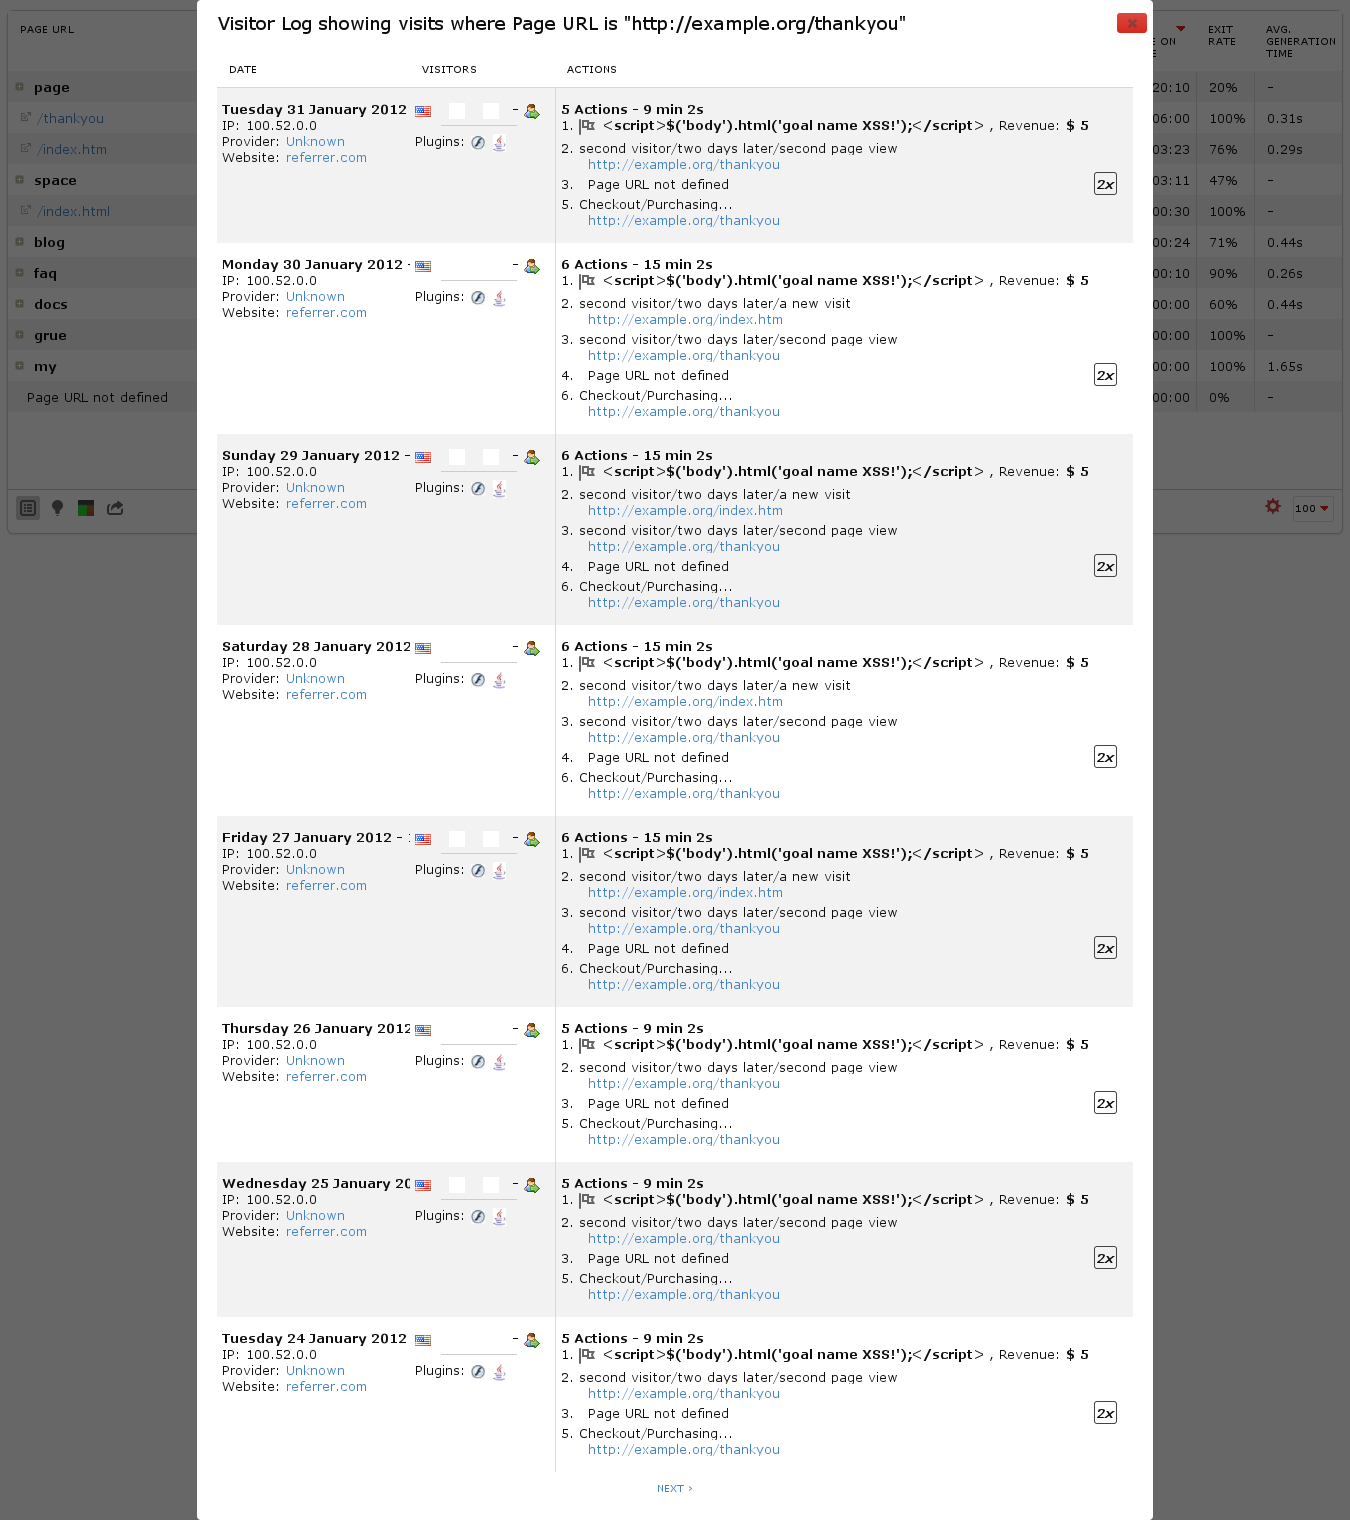 Visitor Log showing visits where Page URL is "http://example.org/thankyou"
DATE VISITORS ACTIONS
Tuesday 31 January 2012 -
IP: 100.52.0.0
Provider: Unknown Plugins:
Website: referrer.com
5 Actions - 9 min 2s
1. <script>$('body').html('goal name XSS!');</script> , Revenue: $ 5
2. second visitor/two days later/second page view
http://example.org/thankyou
3. Page URL not defined 2x
5. Checkout/Purchasing...
http://example.org/thankyou
Monday 30 January 2012 - -
IP: 100.52.0.0
Provider: Unknown Plugins:
Website: referrer.com
6 Actions - 15 min 2s
1. <script>$('body').html('goal name XSS!');</script> , Revenue: $ 5
2. second visitor/two days later/a new visit
http://example.org/index.htm
3. second visitor/two days later/second page view
http://example.org/thankyou
4. Page URL not defined 2x
6. Checkout/Purchasing...
http://example.org/thankyou
Sunday 29 January 2012 - -
IP: 100.52.0.0
Provider: Unknown Plugins:
Website: referrer.com
6 Actions - 15 min 2s
1. <script>$('body').html('goal name XSS!');</script> , Revenue: $ 5
2. second visitor/two days later/a new visit
http://example.org/index.htm
3. second visitor/two days later/second page view
http://example.org/thankyou
4. Page URL not defined 2x
6. Checkout/Purchasing...
http://example.org/thankyou
Saturday 28 January 2012 -
IP: 100.52.0.0
Provider: Unknown Plugins:
Website: referrer.com
6 Actions - 15 min 2s
1. <script>$('body').html('goal name XSS!');</script> , Revenue: $ 5
2. second visitor/two days later/a new visit
http://example.org/index.htm
3. second visitor/two days later/second page view
http://example.org/thankyou
4. Page URL not defined 2x
6. Checkout/Purchasing...
http://example.org/thankyou
Friday 27 January 2012 - -
IP: 100.52.0.0
Provider: Unknown Plugins:
Website: referrer.com
6 Actions - 15 min 2s
1. <script>$('body').html('goal name XSS!');</script> , Revenue: $ 5
2. second visitor/two days later/a new visit
http://example.org/index.htm
3. second visitor/two days later/second page view
http://example.org/thankyou
4. Page URL not defined 2x
6. Checkout/Purchasing...
http://example.org/thankyou
Thursday 26 January 2012 -
IP: 100.52.0.0
Provider: Unknown Plugins:
Website: referrer.com
5 Actions - 9 min 2s
1. <script>$('body').html('goal name XSS!');</script> , Revenue: $ 5
2. second visitor/two days later/second page view
http://example.org/thankyou
3. Page URL not defined 2x
5. Checkout/Purchasing...
http://example.org/thankyou
Wednesday 25 January 20 -
IP: 100.52.0.0
Provider: Unknown Plugins:
Website: referrer.com
5 Actions - 9 min 2s
1. <script>$('body').html('goal name XSS!');</script> , Revenue: $ 5
2. second visitor/two days later/second page view
http://example.org/thankyou
3. Page URL not defined 2x
5. Checkout/Purchasing...
http://example.org/thankyou
Tuesday 24 January 2012 -
IP: 100.52.0.0
Provider: Unknown Plugins:
Website: referrer.com
5 Actions - 9 min 2s
1. <script>$('body').html('goal name XSS!');</script> , Revenue: $ 5
2. second visitor/two days later/second page view
http://example.org/thankyou
3. Page URL not defined 2x
5. Checkout/Purchasing...
http://example.org/thankyou
NEXT ›
PAGE URL
page
/thankyou
/index.htm
space
/index.html
blog
faq
docs
grue
my
Page URL not defined
E ON EXIT RATE AVG. GENERATION TIME
20:10 20% -
06:00 100% 0.31s
03:23 76% 0.29s
03:11 47% -
00:30 100% -
00:24 71% 0.44s
00:10 90% 0.26s
00:00 60% 0.44s
00:00 100% -
00:00 100% 1.65s
00:00 0% -
100